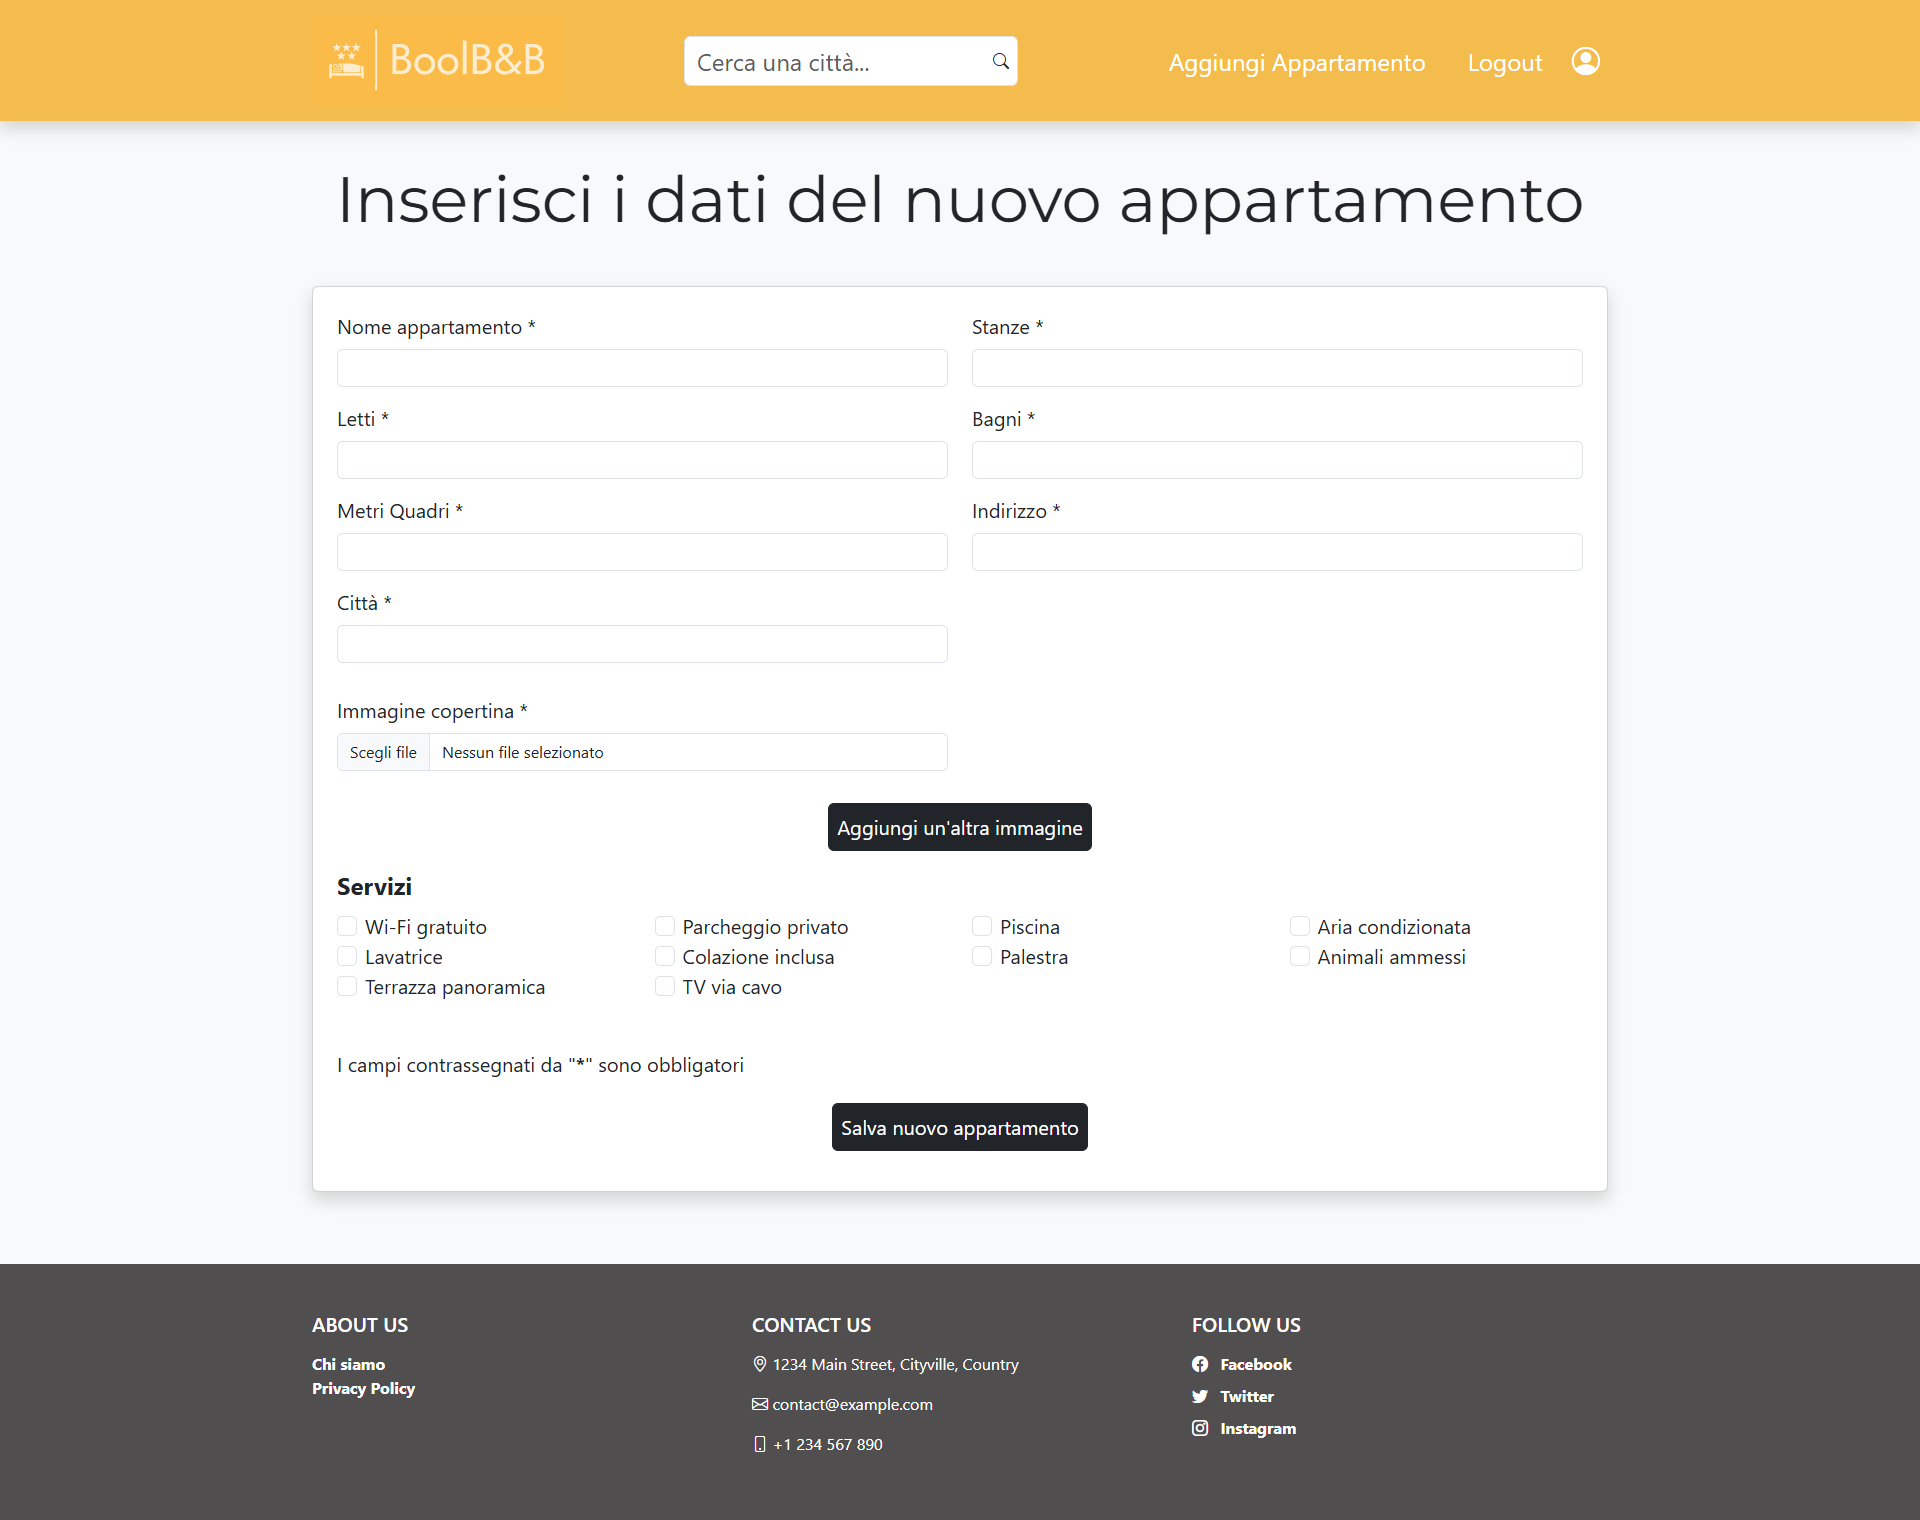 BoolB&B
Cerca una città...
Aggiungi Appartamento
Logout
Inserisci i dati del nuovo appartamento
Nome appartamento *
Stanze *
Letti *
Bagni *
Metri Quadri *
Indirizzo *
Città *
Immagine copertina *
Scegli file Nessun file selezionato
Aggiungi un'altra immagine
Servizi
Wi-Fi gratuito
Parcheggio privato
Piscina
Aria condizionata
Lavatrice
Colazione inclusa
Palestra
Animali ammessi
Terrazza panoramica
TV via cavo
I campi contrassegnati da "*" sono obbligatori
Salva nuovo appartamento
ABOUT US
Chi siamo
Privacy Policy
CONTACT US
1234 Main Street, Cityville, Country
contact@example.com
+1 234 567 890
FOLLOW US
Facebook
Twitter
Instagram